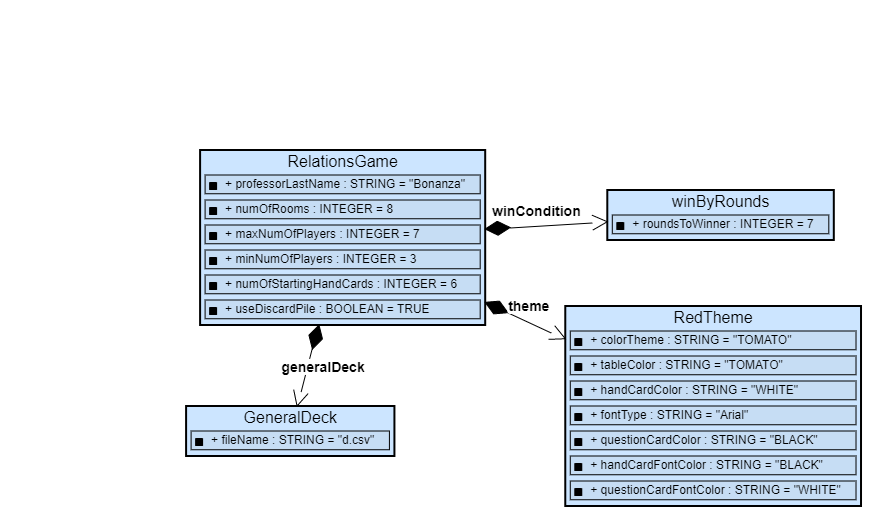 RelationsGame
+ professorLastName : STRING = "Bonanza"
+ numOfRooms : INTEGER = 8
+ maxNumOfPlayers : INTEGER = 7
+ minNumOfPlayers : INTEGER = 3
+ numOfStartingHandCards : INTEGER = 6
+ useDiscardPile : BOOLEAN = TRUE
winCondition
winByRounds
+ roundsToWinner : INTEGER = 7
theme
RedTheme
+ colorTheme : STRING = "TOMATO"
+ tableColor : STRING = "TOMATO"
+ handCardColor : STRING = "WHITE"
+ fontType : STRING = "Arial"
+ questionCardColor : STRING = "BLACK"
+ handCardFontColor : STRING = "BLACK"
+ questionCardFontColor : STRING = "WHITE"
generalDeck
GeneralDeck
+ fileName : STRING = "d.csv"